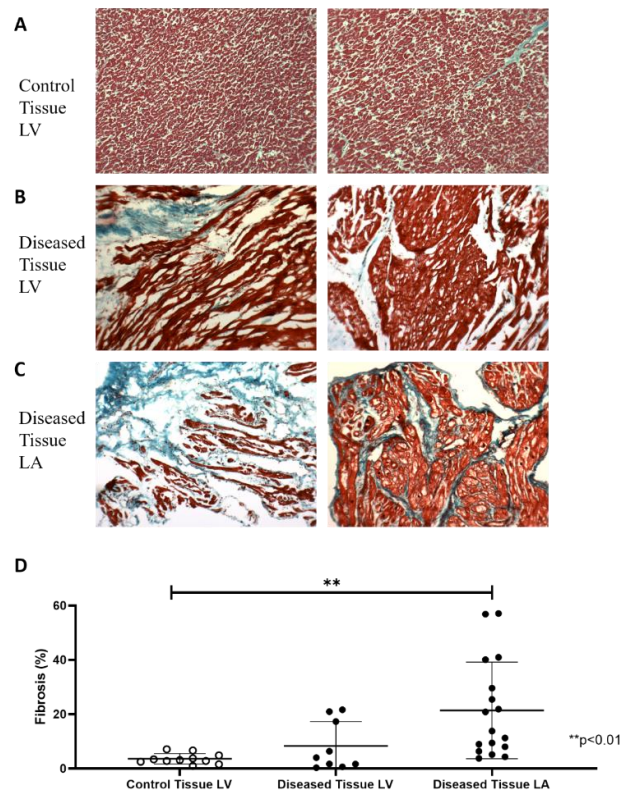 A
Control
Tissue
LV
B
Diseased
Tissue
LV
C
Diseased
Tissue
LA
D
**
60
40
20
0
Fibrosis (%)
**p<0.01
Control Tissue LV
Diseased Tissue LV
Diseased Tissue LA